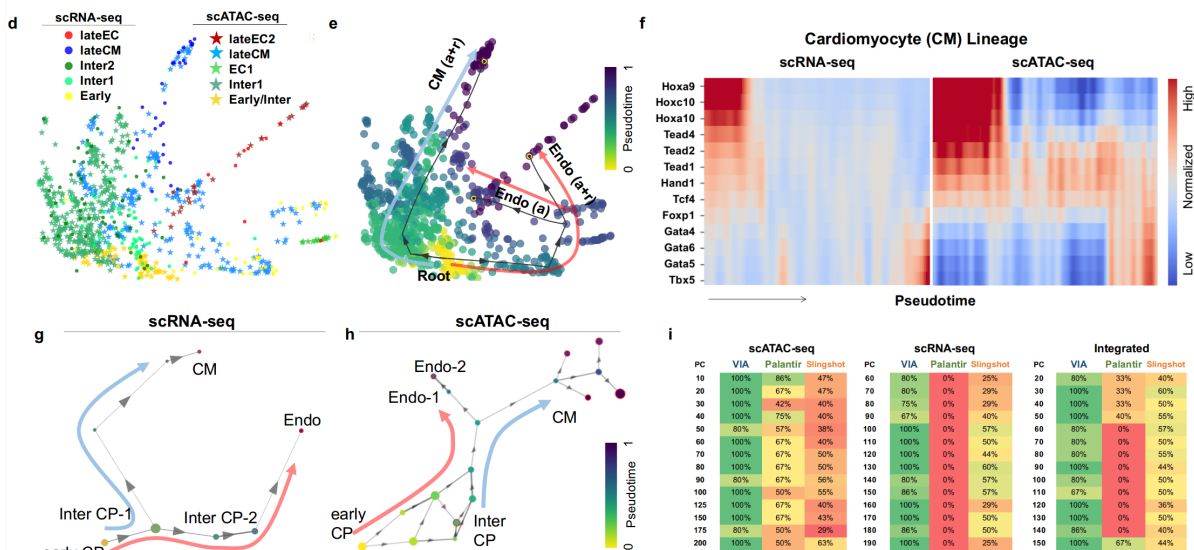 d
scRNA-seq
lateEC
lateCM
Inter2
Inter1
Early
scATAC-seq
lateEC2
lateCM
EC1
Inter1
Early/Inter
e
CM (a+r)
Endo (a+r)
Endo (a)
Root
0 Pseudotime 1
f
Cardiomyocyte (CM) Lineage
scRNA-seq scATAC-seq
Hoxa9
Hoxc10
Hoxa10
Tead4
Tead2
Tead1
Hand1
Tcf4
Foxp1
Gata4
Gata6
Gata5
Tbx5
Pseudotime
Low Normalized High
g
scRNA-seq
CM
Endo
Inter CP-1
Inter CP-2
early CP
h
scATAC-seq
Endo-2
Endo-1
CM
early
CP
Inter
CP
0 Pseudotime 1
i
scATAC-seq scRNA-seq Integrated
PC VIA Palantir Slingshot PC VIA Palantir Slingshot PC VIA Palantir Slingshot
10 100% 86% 47% 60 80% 0% 25% 20 80% 33% 40%
20 100% 67% 47% 70 80% 0% 29% 30 100% 33% 60%
30 100% 42% 40% 80 75% 0% 29% 40 100% 33% 50%
40 100% 75% 40% 90 67% 0% 40% 50 100% 40% 55%
50 80% 57% 38% 100 100% 0% 57% 60 80% 0% 57%
60 100% 67% 40% 110 100% 0% 50% 70 80% 0% 50%
70 100% 67% 50% 120 100% 0% 50% 80 80% 0% 44%
80 100% 67% 50% 130 100% 0% 60% 90 100% 0% 44%
90 80% 67% 56% 140 80% 0% 57% 100 80% 0% 50%
100 100% 50% 55% 150 86% 0% 57% 110 67% 0% 50%
125 100% 67% 40% 160 100% 0% 29% 120 100% 0% 36%
150 100% 67% 43% 170 100% 0% 50% 130 100% 0% 50%
175 80% 50% 29% 180 86% 0% 50% 140 86% 0% 50%
200 100% 50% 63% 190 100% 0% 25% 150 100% 67% 44%